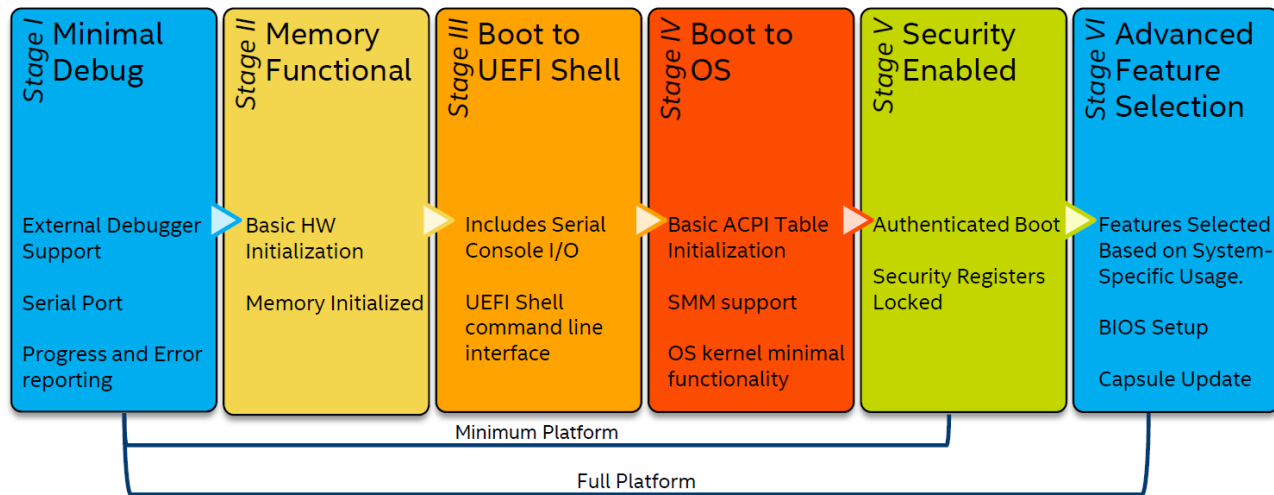 Stage I
Minimal
Debug
External Debugger
Support
Serial Port
Progress and Error
reporting
Stage II
Memory
Functional
Basic HW
Initialization
Memory Initialized
Stage III
Boot to
UEFI Shell
Includes Serial
Console I/O
UEFI Shell
command line
interface
Stage IV
Boot to
OS
Basic ACPI Table
Initialization
SMM support
OS kernel minimal
functionality
Stage V
Security
Enabled
Authenticated Boot
Security Registers
Locked
Stage VI
Advanced
Feature
Selection
Features Selected
Based on System-
Specific Usage.
BIOS Setup
Capsule Update
Minimum Platform
Full Platform